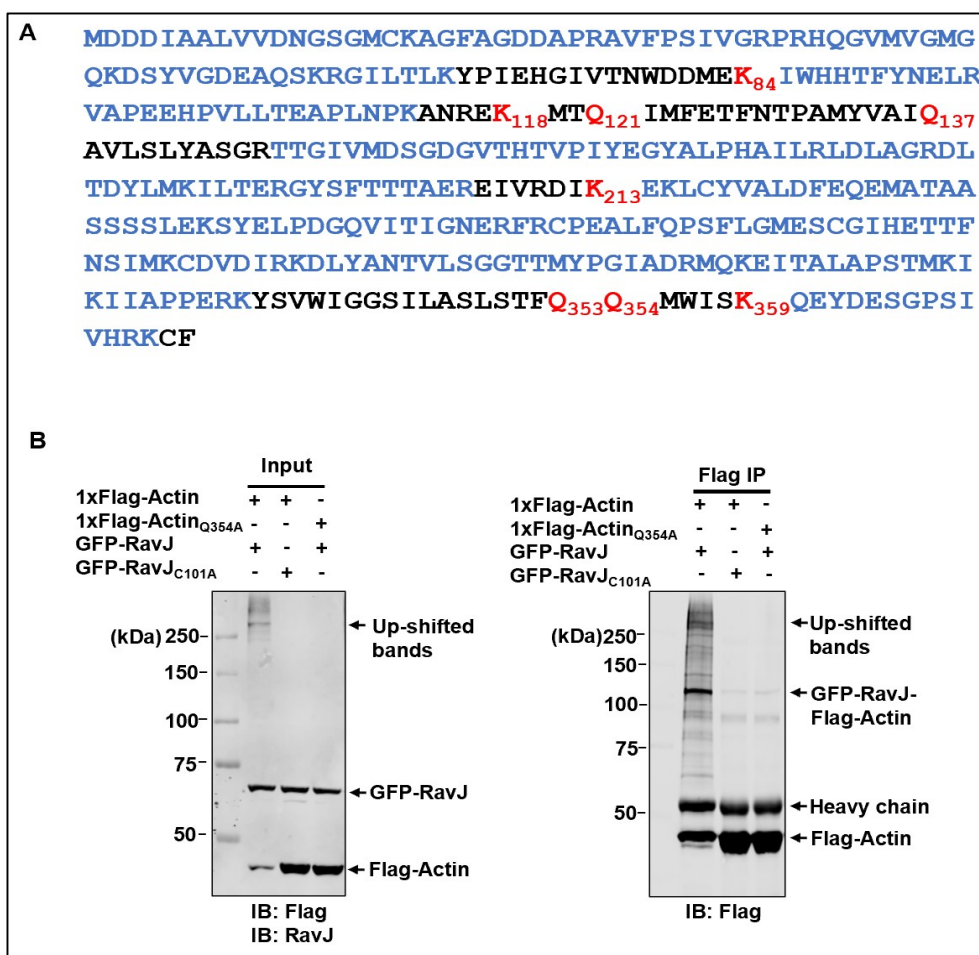 A
MDDDIAALVVDNGSGMCKAGFAGDDAPRAVFPSIVGRPRHQGVMVGMG
QKDSYVGDEAQSKRGILTLKYPIEHGIVTNWDDMEK84IWHHTFYNELR
VAPEEHPVLLTEAPLNPKANREK118MTQ121IMFETFNTPAMYVAIQ137
AVLSLYASGRTTGIVMDSGDGVTHTVPIYEGYALPHAILRLDLAGRDL
TDYLMKILTERGYSFTTTAEREIVRDIK213EKLCYVALDFEQEMATAA
SSSSLEKSYELPDGQVITIGNERFRCPEALFQPSFLGMESCGIHETTF
NSIMKCDVDIRKDLYANTVLSGGTTMYPGIADRMQKEITALAPSTMKI
KIIAPPERKYSVWIGGSILASLSTFQ353Q354MWISK359QEYDESGPSI
VHRKCF
B
Input
1xFlag-Actin + + -
1xFlag-ActinQ354A - - +
GFP-RavJ + - +
GFP-RavJC101A - + -
(kDa)
250-
150-
100-
75-
50-
Up-shifted
bands
GFP-RavJ
Flag-Actin
IB: Flag
IB: RavJ
Flag IP
1xFlag-Actin + + -
1xFlag-ActinQ354A - - +
GFP-RavJ + - +
GFP-RavJC101A - + -
(kDa)
250-
150-
100-
75-
50-
Up-shifted
bands
GFP-RavJ-
Flag-Actin
Heavy chain
Flag-Actin
IB: Flag